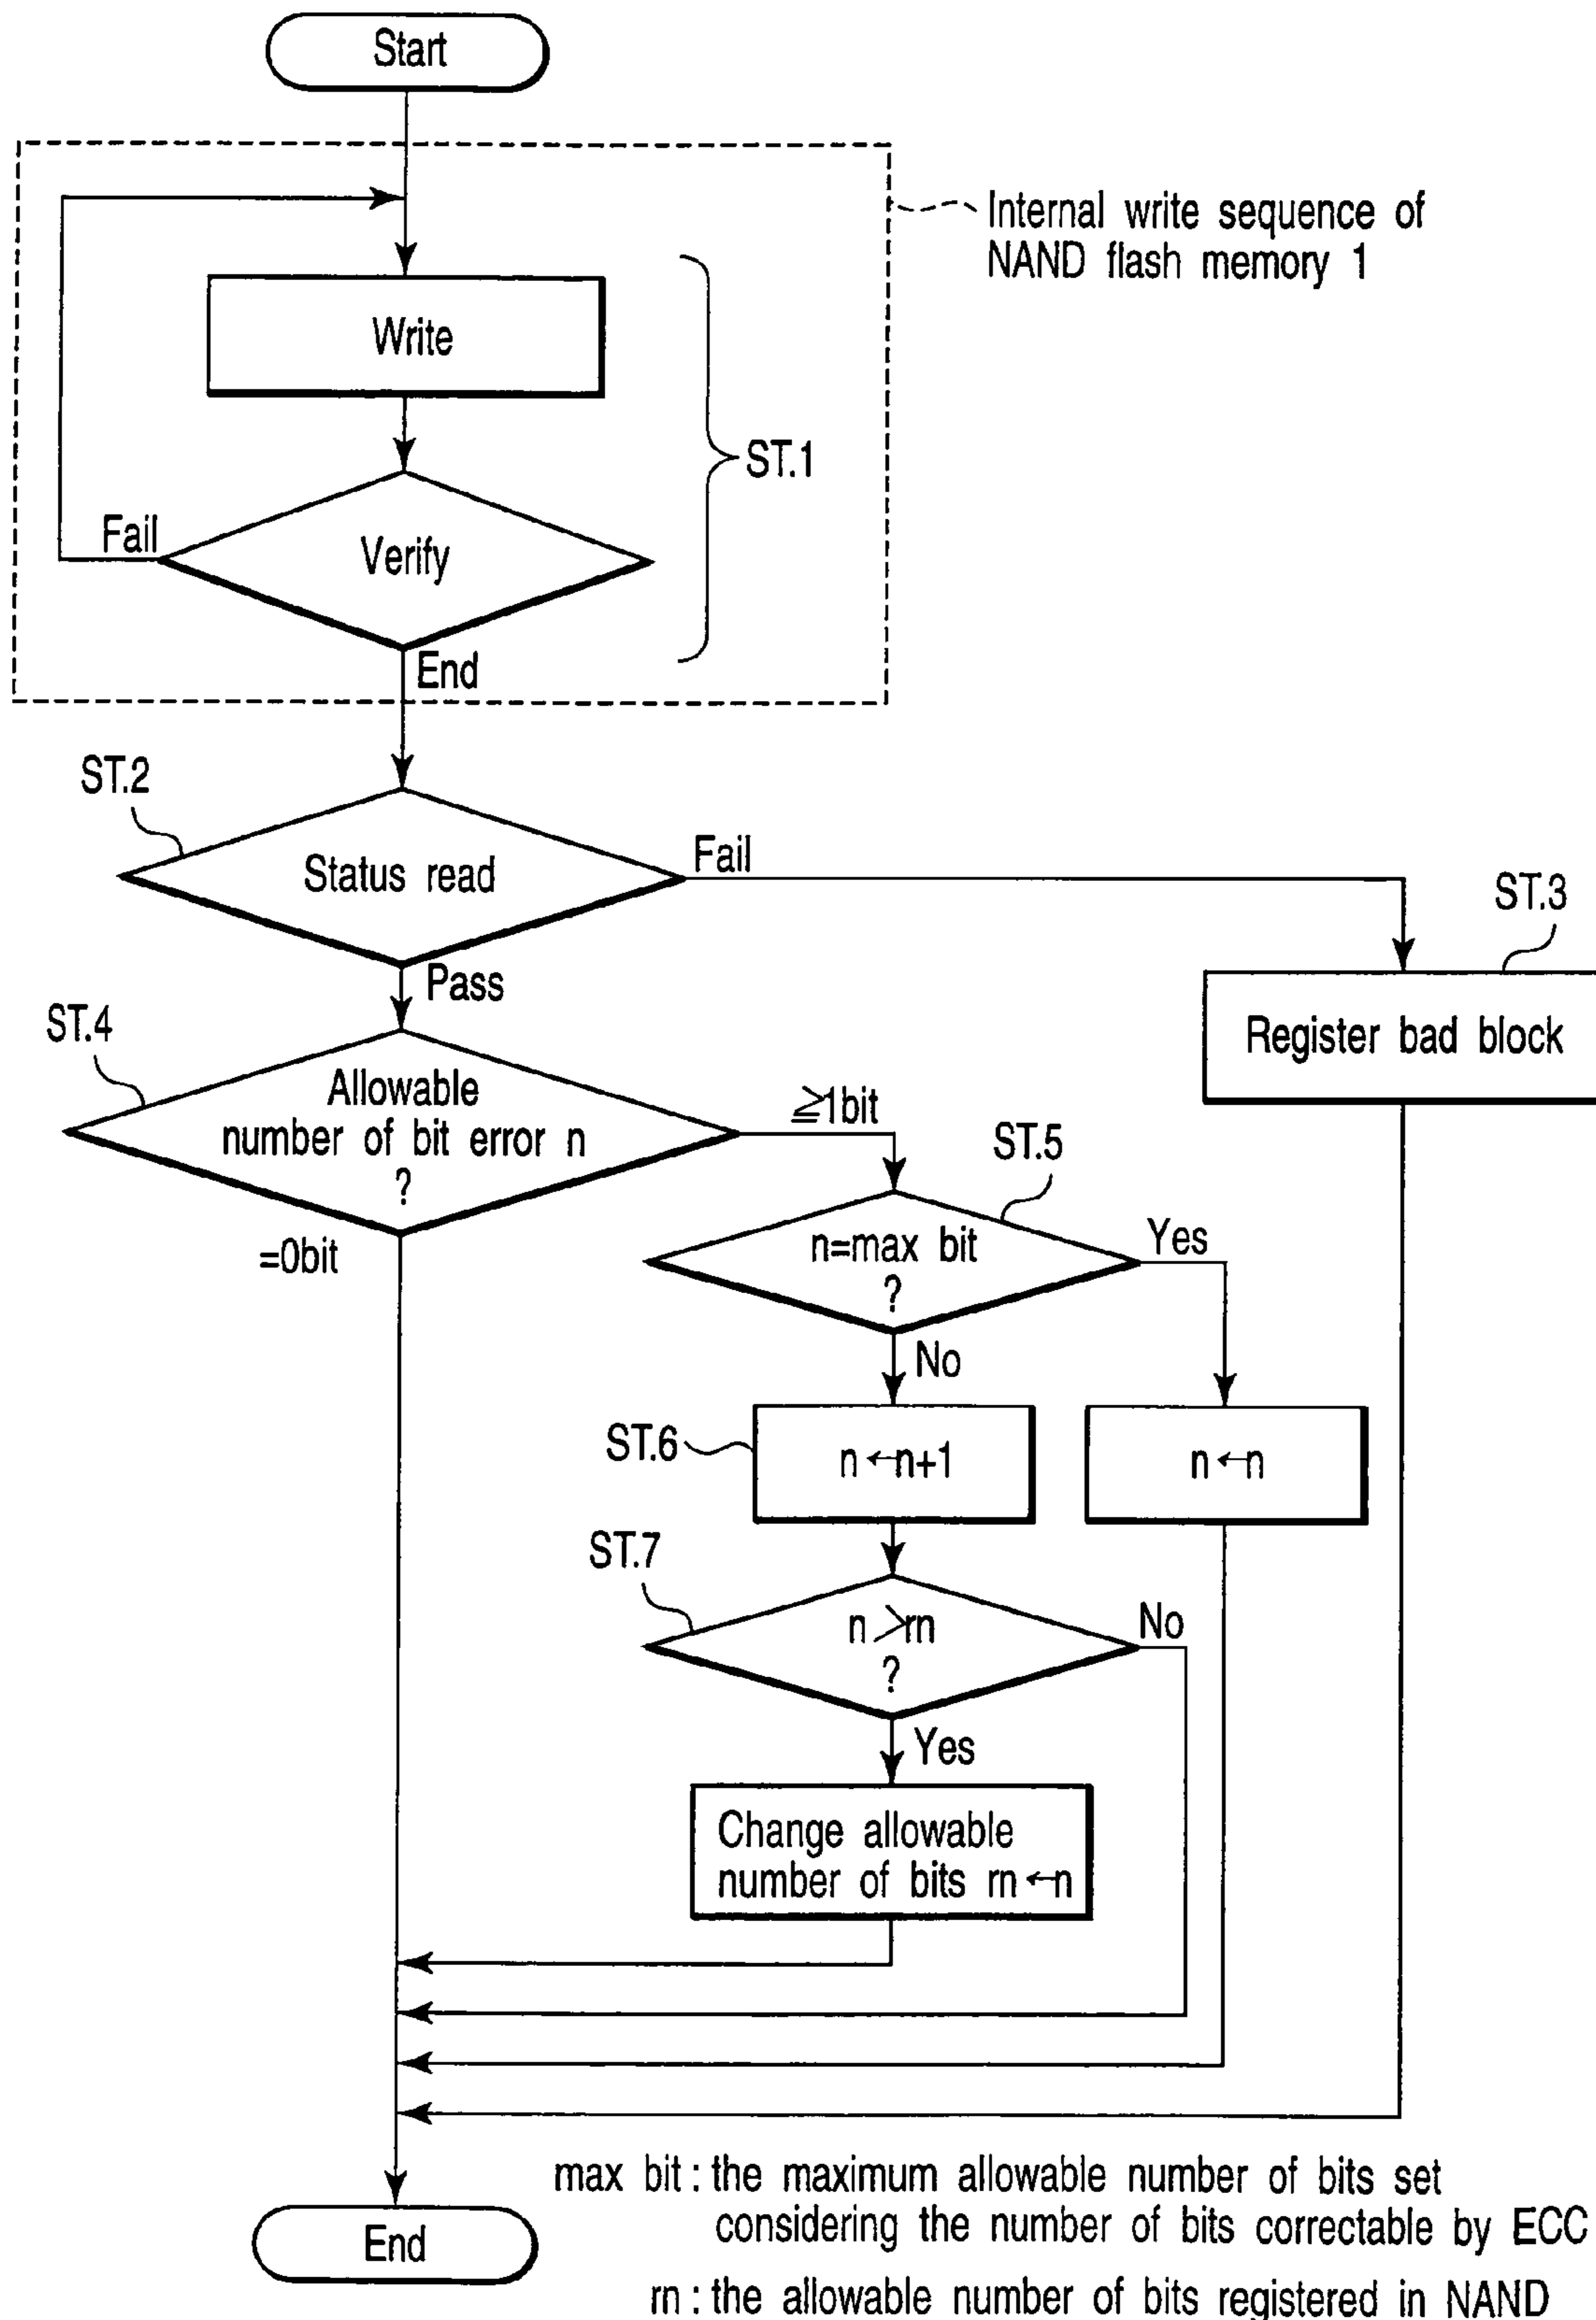 Start
Internal write sequence of
NAND flash memory 1
Write
ST.1
Fail
Verify
End
ST.2
Status read
Fail
ST.3
Pass
Register bad block
ST.4
Allowable
number of bit error n
?
≧1bit
=0bit
ST.5
n=max bit
?
Yes
No
ST.6
n←n+1
n←n
ST.7
n>rn
?
No
Yes
Change allowable
number of bits rn←n
End
max bit : the maximum allowable number of bits set
considering the number of bits correctable by ECC
rn : the allowable number of bits registered in NAND